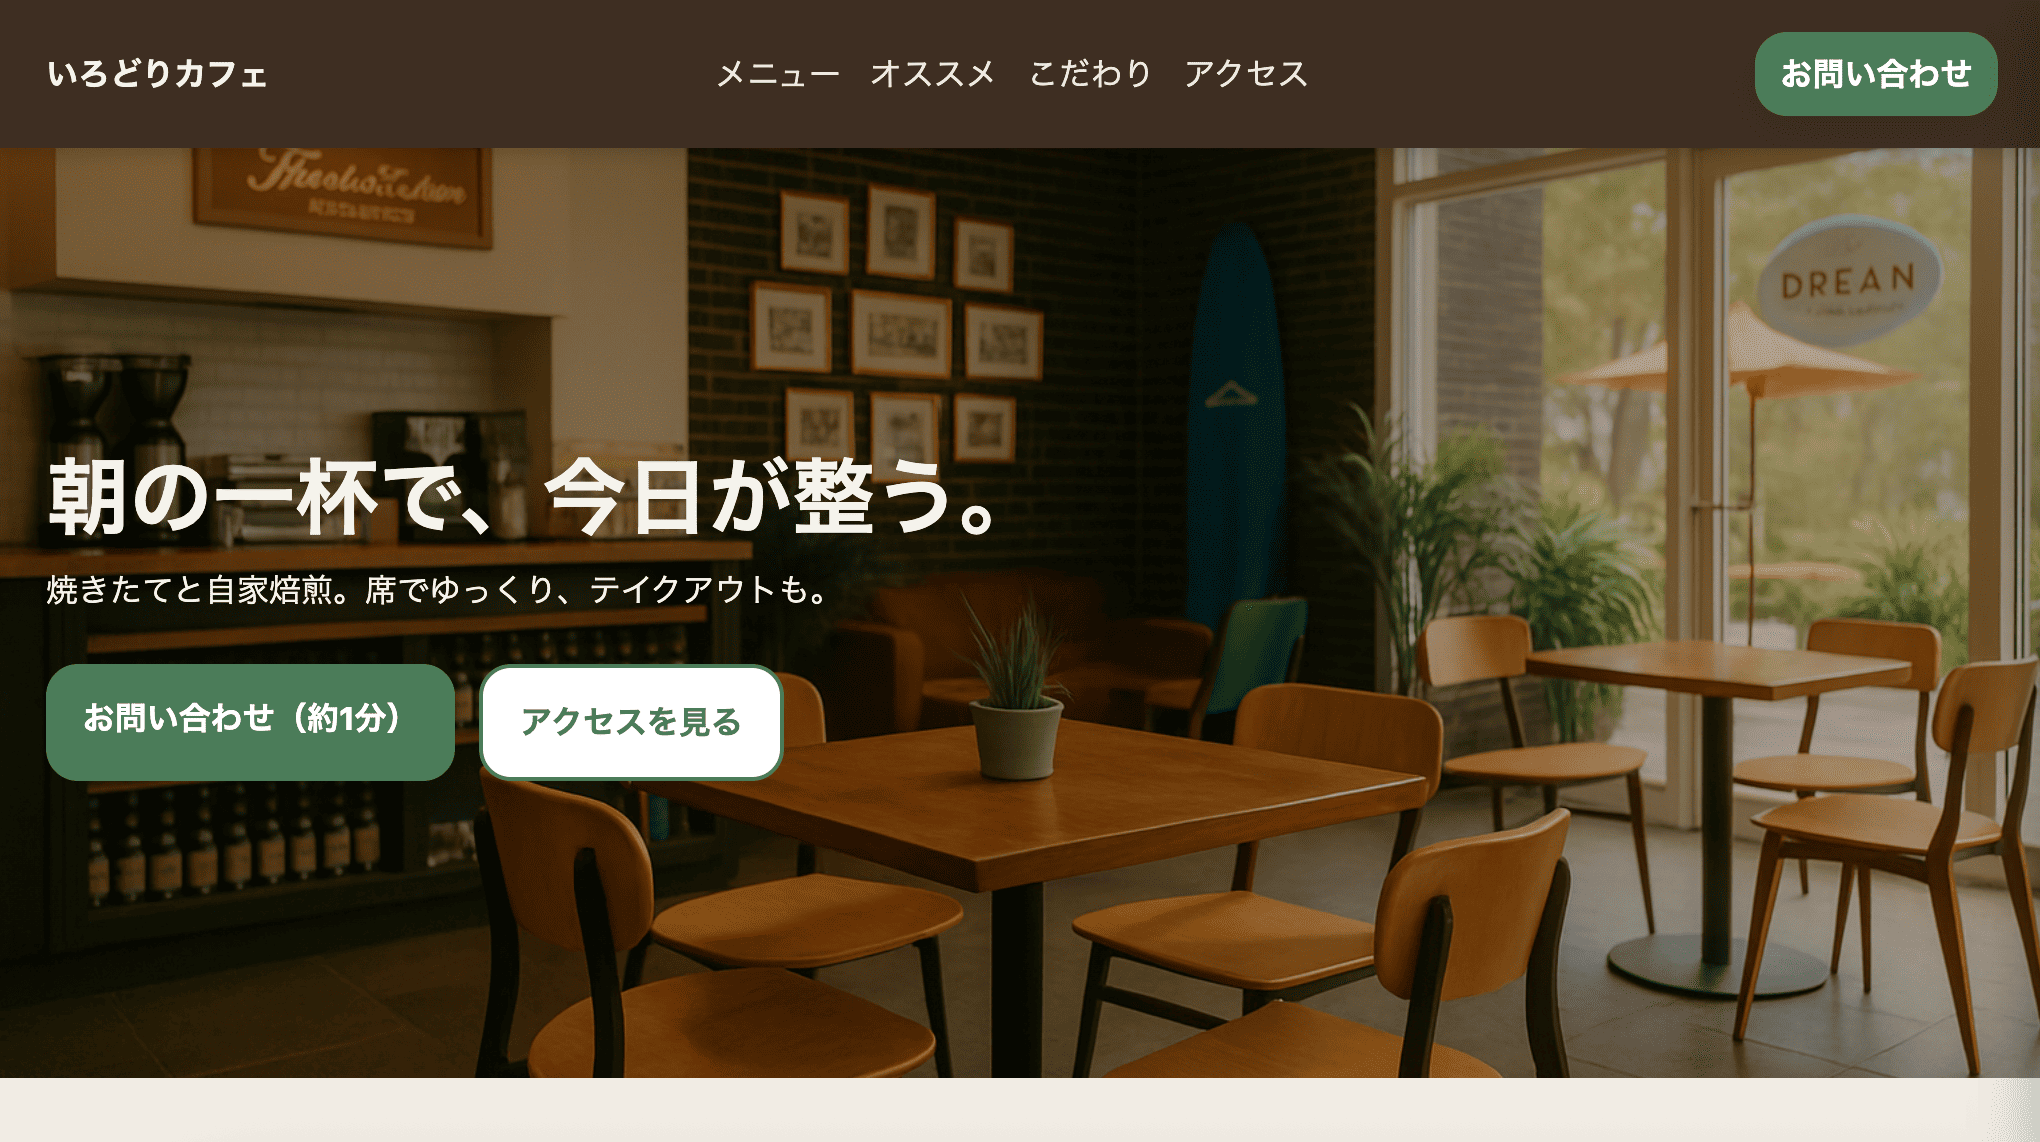 いろどりカフェ
メニュー オススメ こだわり アクセス
お問い合わせ
DREAN
朝の一杯で、今日が整う。
焼きたてと自家焙煎。席でゆっくり、テイクアウトも。
お問い合わせ（約1分）
アクセスを見る